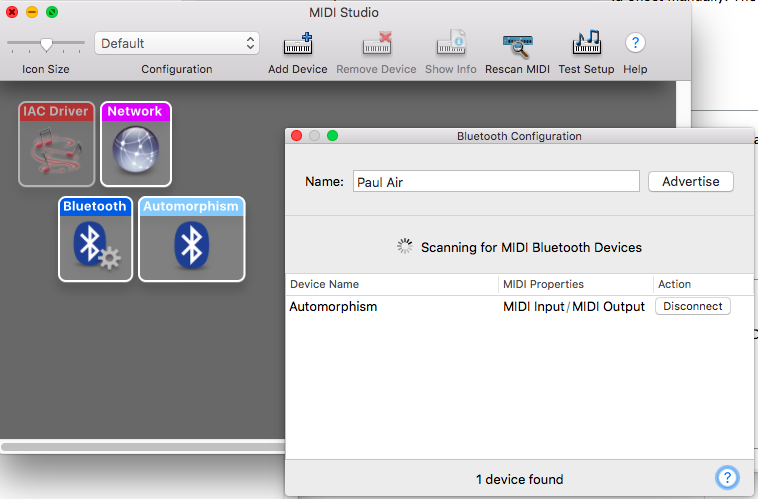 MIDI Studio
Default
Icon Size
Configuration
Add Device
Remove Device
Show Info
Rescan MIDI
Test Setup
?
Help
IAC Driver
Network
Bluetooth
Automorphism
Bluetooth Configuration
Name:
Paul Air
Advertise
Scanning for MIDI Bluetooth Devices
Device Name
MIDI Properties
Action
Automorphism
MIDI Input/MIDI Output
Disconnect
1 device found
?